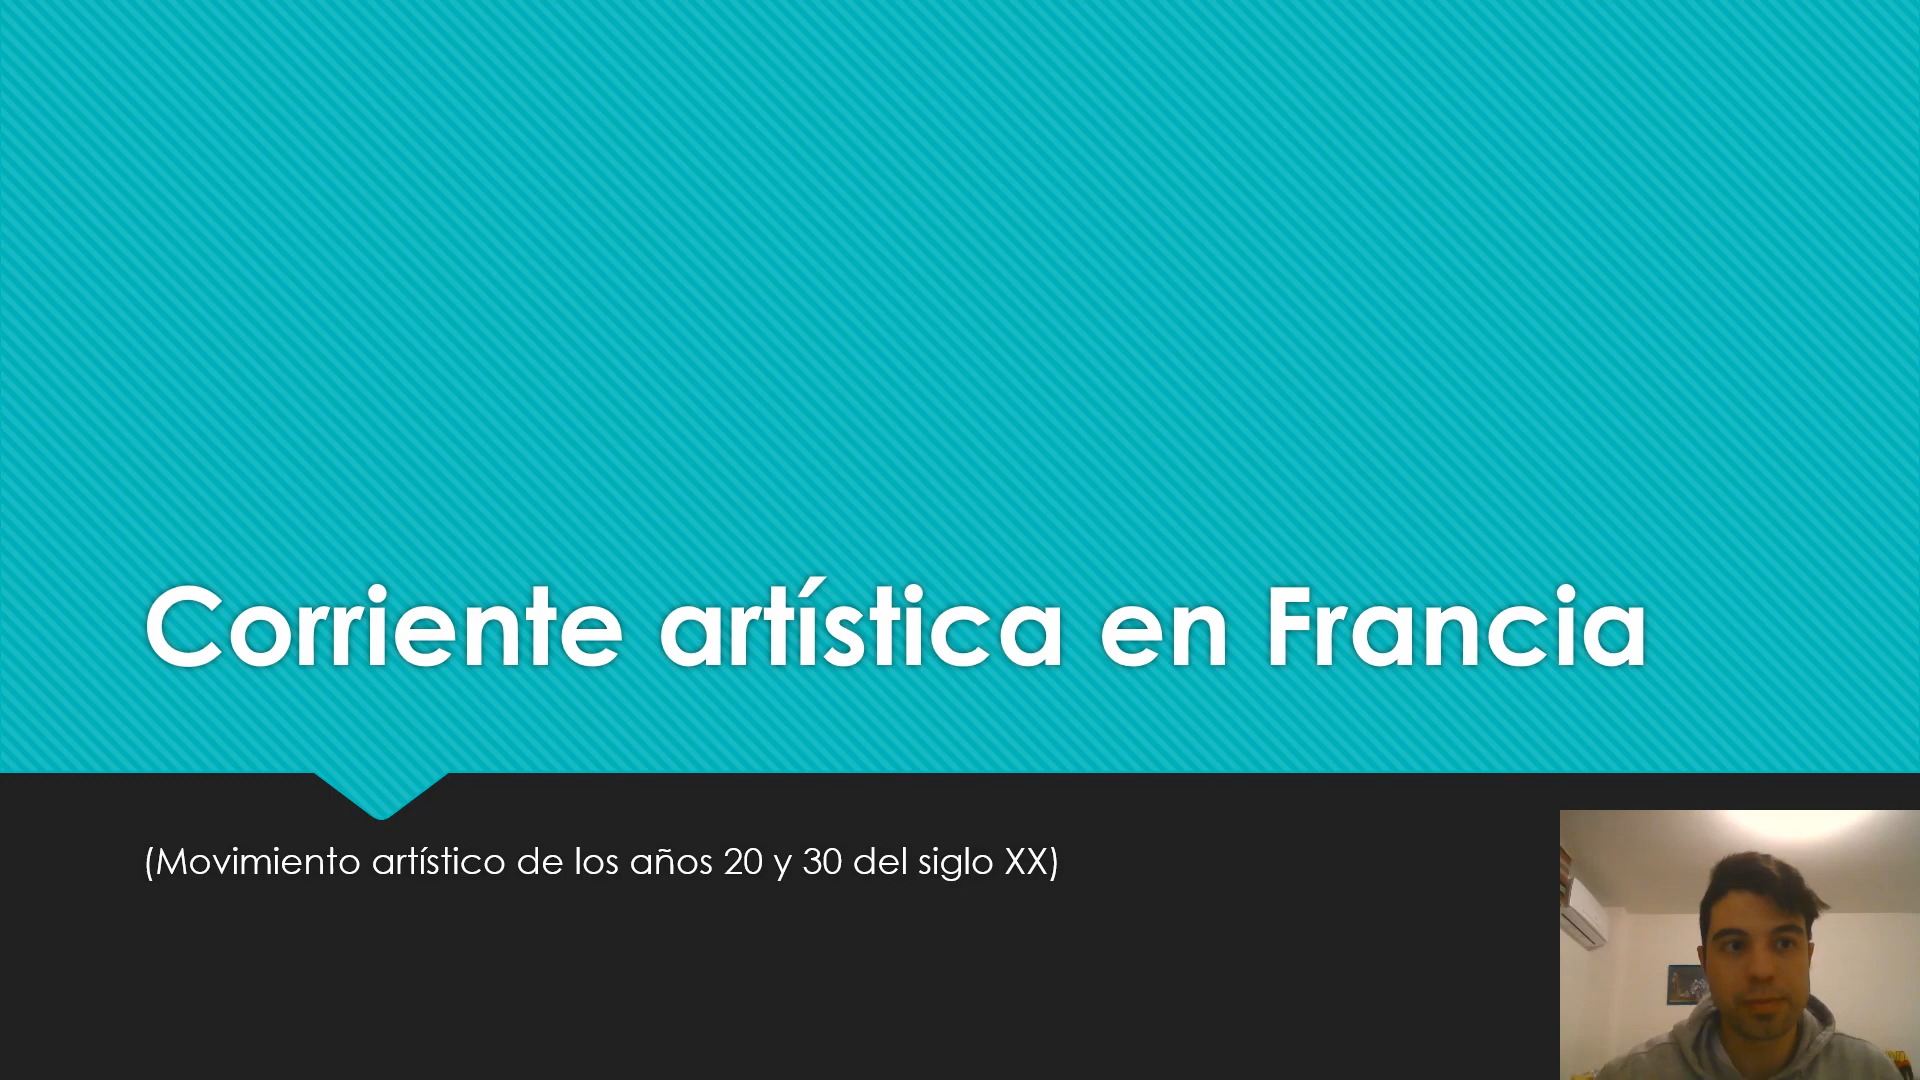 Corriente artística en Francia
(Movimiento artístico de los años 20 y 30 del siglo XX)